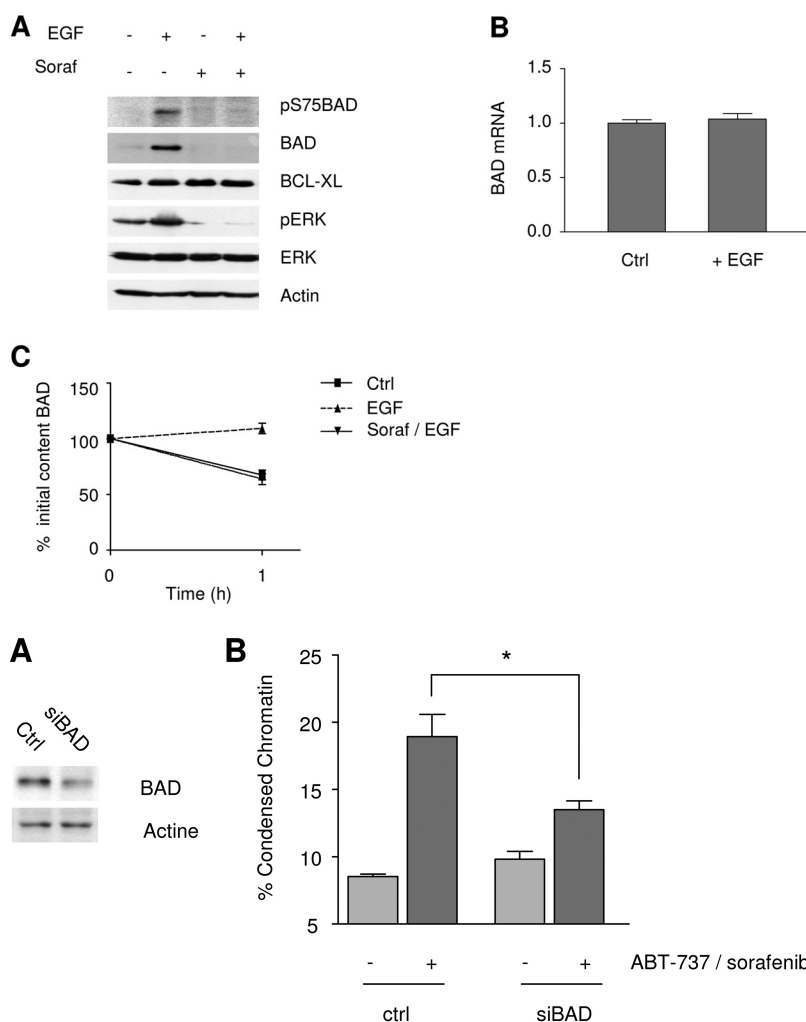 A
EGF - + - +
Soraf - - + +
pS75BAD
BAD
BCL-XL
pERK
ERK
Actin
B
BAD mRNA
1.5
1.0
0.5
0.0
Ctrl + EGF
C
% initial content BAD
150
100
50
0
0 1
Time (h)
Ctrl
EGF
Soraf / EGF
A
Ctrl siBAD
BAD
Actine
B
% Condensed Chromatin
25
20
15
10
5
*
- + - + ABT-737 / sorafenib
ctrl siBAD